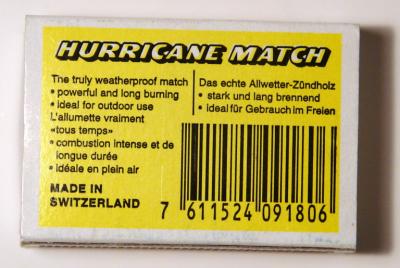 HURRICANE MATCH
The truly weatherproof match
• powerful and long burning
• ideal for outdoor use
L'allumette vraiment
«tous temps»
• combustion intense et de
longue durée
• idéale en plein air
MADE IN
SWITZERLAND
Das echte Allwetter-Zündholz
• stark und lang brennend
• ideal für Gebrauch im Freien
7 611524 091806